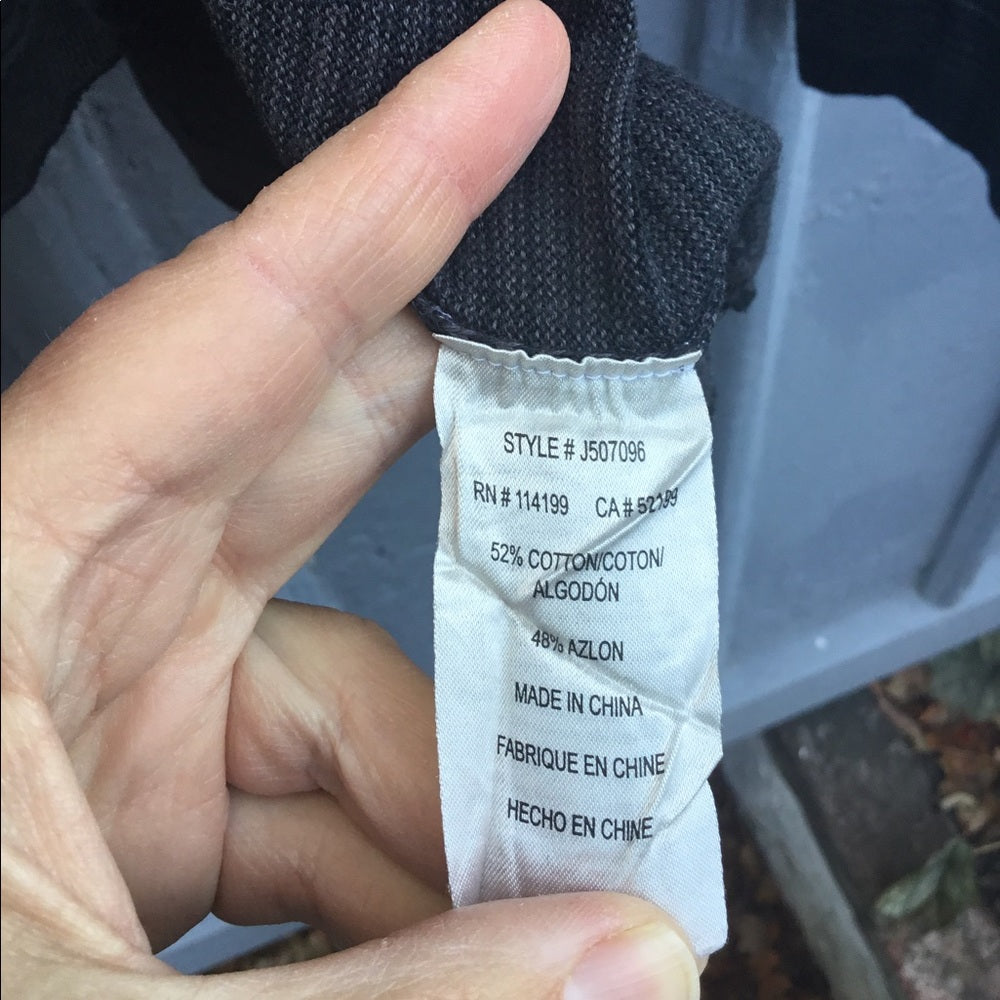 STYLE # J507096
RN # 114199 CA #
52% COTTON/COTON/
ALGODÓN
48% AZLON
MADE IN CHINA
FABRIQUE EN CHINE
HECHO EN CHINE